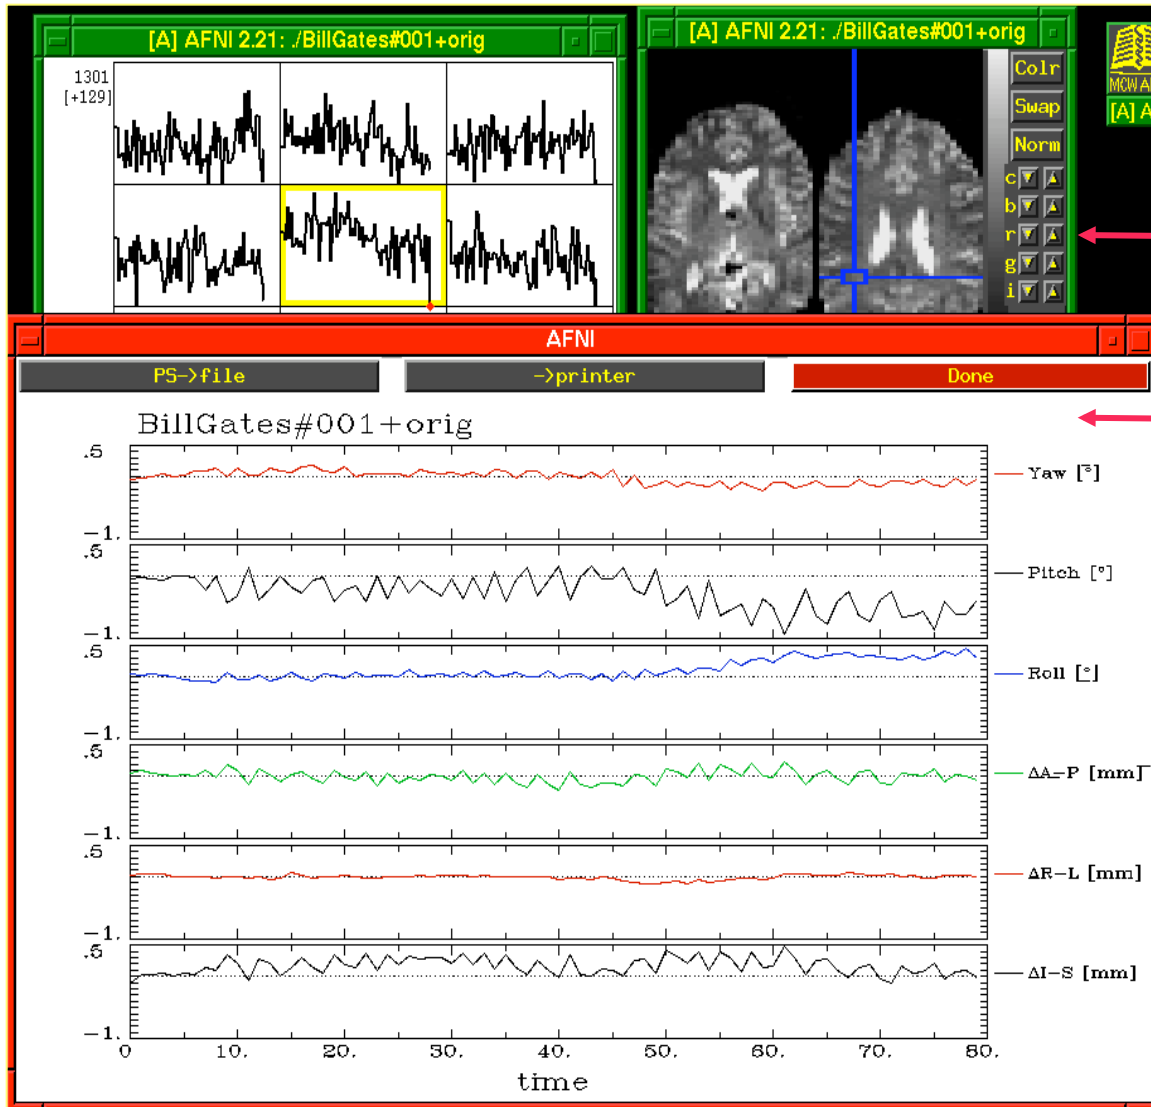 [A] AFNI 2.21: ./BillGates#001+orig
1301
[+129]
[A] AFNI 2.21: ./BillGates#001+orig
Colr
Swap
Norm
c
b
r
g
i
MCW AF
[A] A
AFNI
PS->file
->printer
Done
BillGates#001+orig
.5
-1.
Yaw [°]
.5
-1.
Pitch [°]
.5
-1.
Roll [°]
.5
-1.
ΔA-P [mm]
.5
-1.
ΔR-L [mm]
.5
-1.
ΔI-S [mm]
0 10. 20. 30. 40. 50. 60. 70. 80.
time